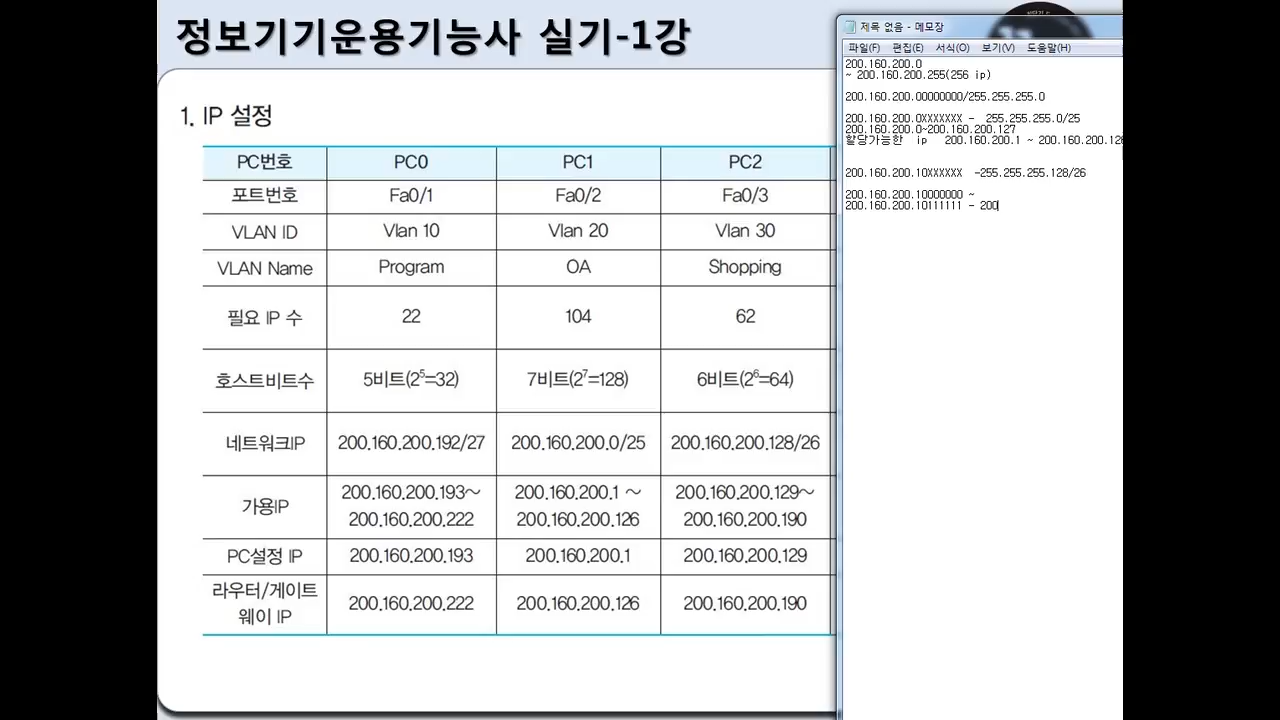 정보기기운용기능사 실기-1강
1. IP 설정
PC번호 PC0 PC1 PC2
포트번호 Fa0/1 Fa0/2 Fa0/3
VLAN ID Vlan 10 Vlan 20 Vlan 30
VLAN Name Program OA Shopping
필요 IP 수 22 104 62
호스트비트수 5비트(2⁵=32) 7비트(2⁷=128) 6비트(2⁶=64)
네트워크IP 200.160.200.192/27 200.160.200.0/25 200.160.200.128/26
가용IP 200.160.200.193～ 200.160.200.1 ～ 200.160.200.129～
200.160.200.222 200.160.200.126 200.160.200.190
PC설정 IP 200.160.200.193 200.160.200.1 200.160.200.129
라우터/게이트
웨이 IP 200.160.200.222 200.160.200.126 200.160.200.190
제목 없음 - 메모장
파일(F) 편집(E) 서식(O) 보기(V) 도움말(H)
200.160.200.0
~ 200.160.200.255(256 ip)
200.160.200.00000000/255.255.255.0
200.160.200.0XXXXXXX - 255.255.255.0/25
200.160.200.0~200.160.200.127
할당가능한 ip 200.160.200.1 ~ 200.160.200.126
200.160.200.10XXXXXX -255.255.255.128/26
200.160.200.10000000 ~
200.160.200.10111111 - 200